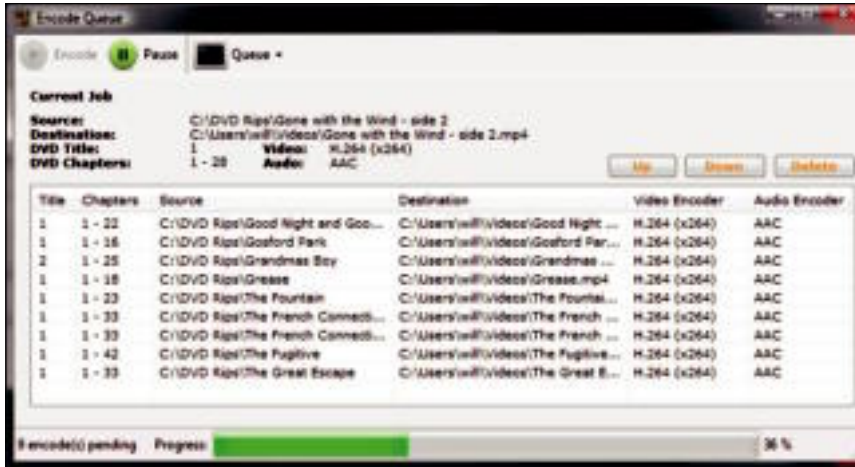 Encode Queue
Encode Pause Queue
Current Job
Source: C:\DVD Rips\Gone with the Wind - side 2
Destination: C:\Users\will\Videos\Gone with the Wind - side 2.mp4
DVD Title: 1 Video: H.264 (x264)
DVD Chapters: 1 - 28 Audio: AAC
Up Down Delete
Title Chapters Source Destination Video Encoder Audio Encoder
1 1 - 22 C:\DVD Rips\Good Night and Goo... C:\Users\will\Videos\Good Night ... H.264 (x264) AAC
1 1 - 16 C:\DVD Rips\Gosford Park C:\Users\will\Videos\Gosford Par... H.264 (x264) AAC
2 1 - 25 C:\DVD Rips\Grandmas Boy C:\Users\will\Videos\Grandmas ... H.264 (x264) AAC
1 1 - 18 C:\DVD Rips\Grease C:\Users\will\Videos\Grease.mp4 H.264 (x264) AAC
1 1 - 23 C:\DVD Rips\The Fountain C:\Users\will\Videos\The Fountai... H.264 (x264) AAC
1 1 - 33 C:\DVD Rips\The French Connecti... C:\Users\will\Videos\The French ... H.264 (x264) AAC
1 1 - 33 C:\DVD Rips\The French Connecti... C:\Users\will\Videos\The French ... H.264 (x264) AAC
1 1 - 42 C:\DVD Rips\The Fugitive C:\Users\will\Videos\The Fugitive... H.264 (x264) AAC
1 1 - 33 C:\DVD Rips\The Great Escape C:\Users\will\Videos\The Great E... H.264 (x264) AAC
9 encode(s) pending Progress: 36 %